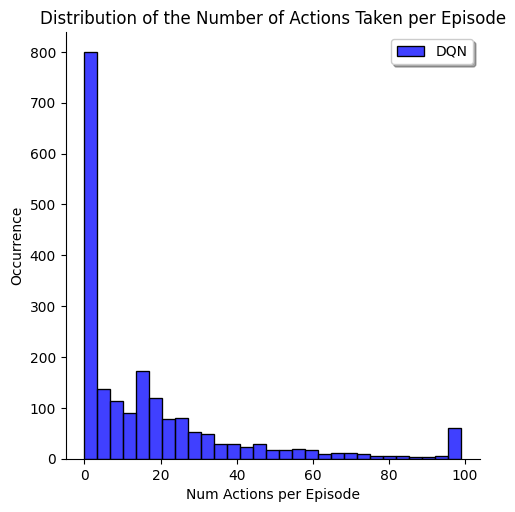 Distribution of the Number of Actions Taken per Episode
DQN
800
700
600
500
400
300
200
100
0
Occurrence
0 20 40 60 80 100
Num Actions per Episode